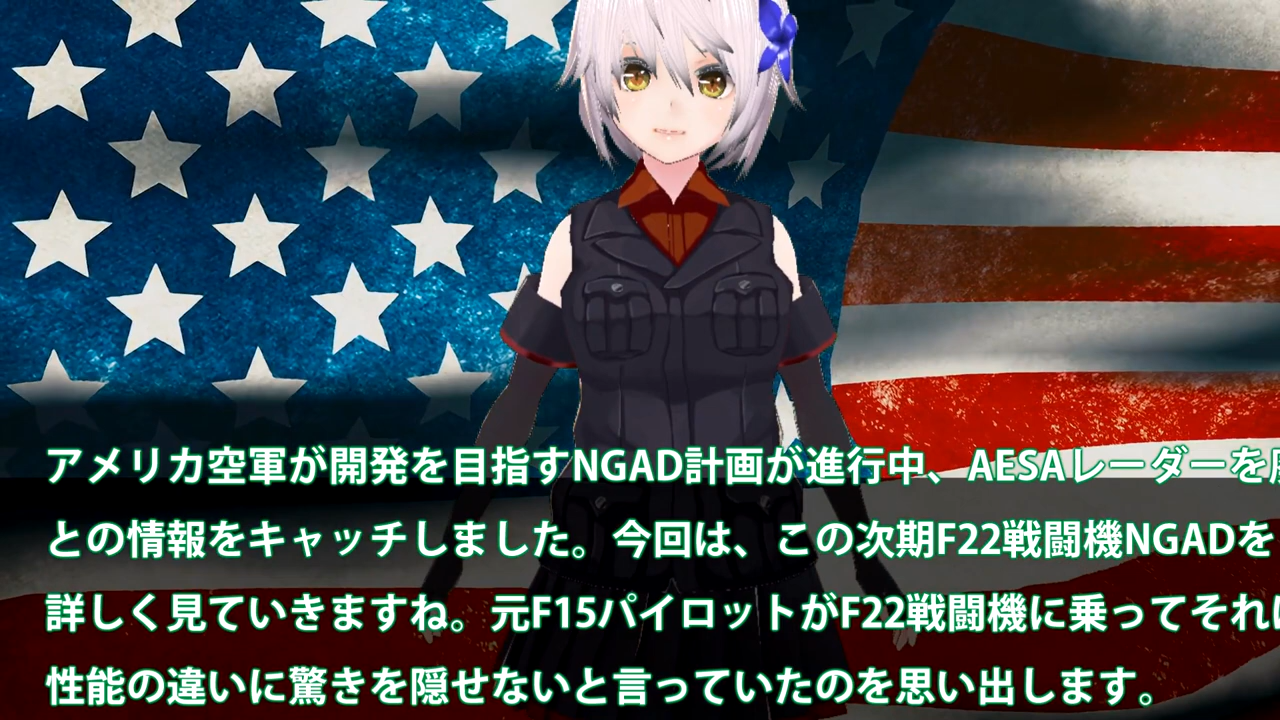 アメリカ空軍が開発を目指すNGAD計画が進行中、AESAレーダーを
との情報をキャッチしました。今回は、この次期F22戦闘機NGADを
詳しく見ていきますね。元F15パイロットがF22戦闘機に乗ってそれ
性能の違いに驚きを隠せないと言っていたのを思い出します。